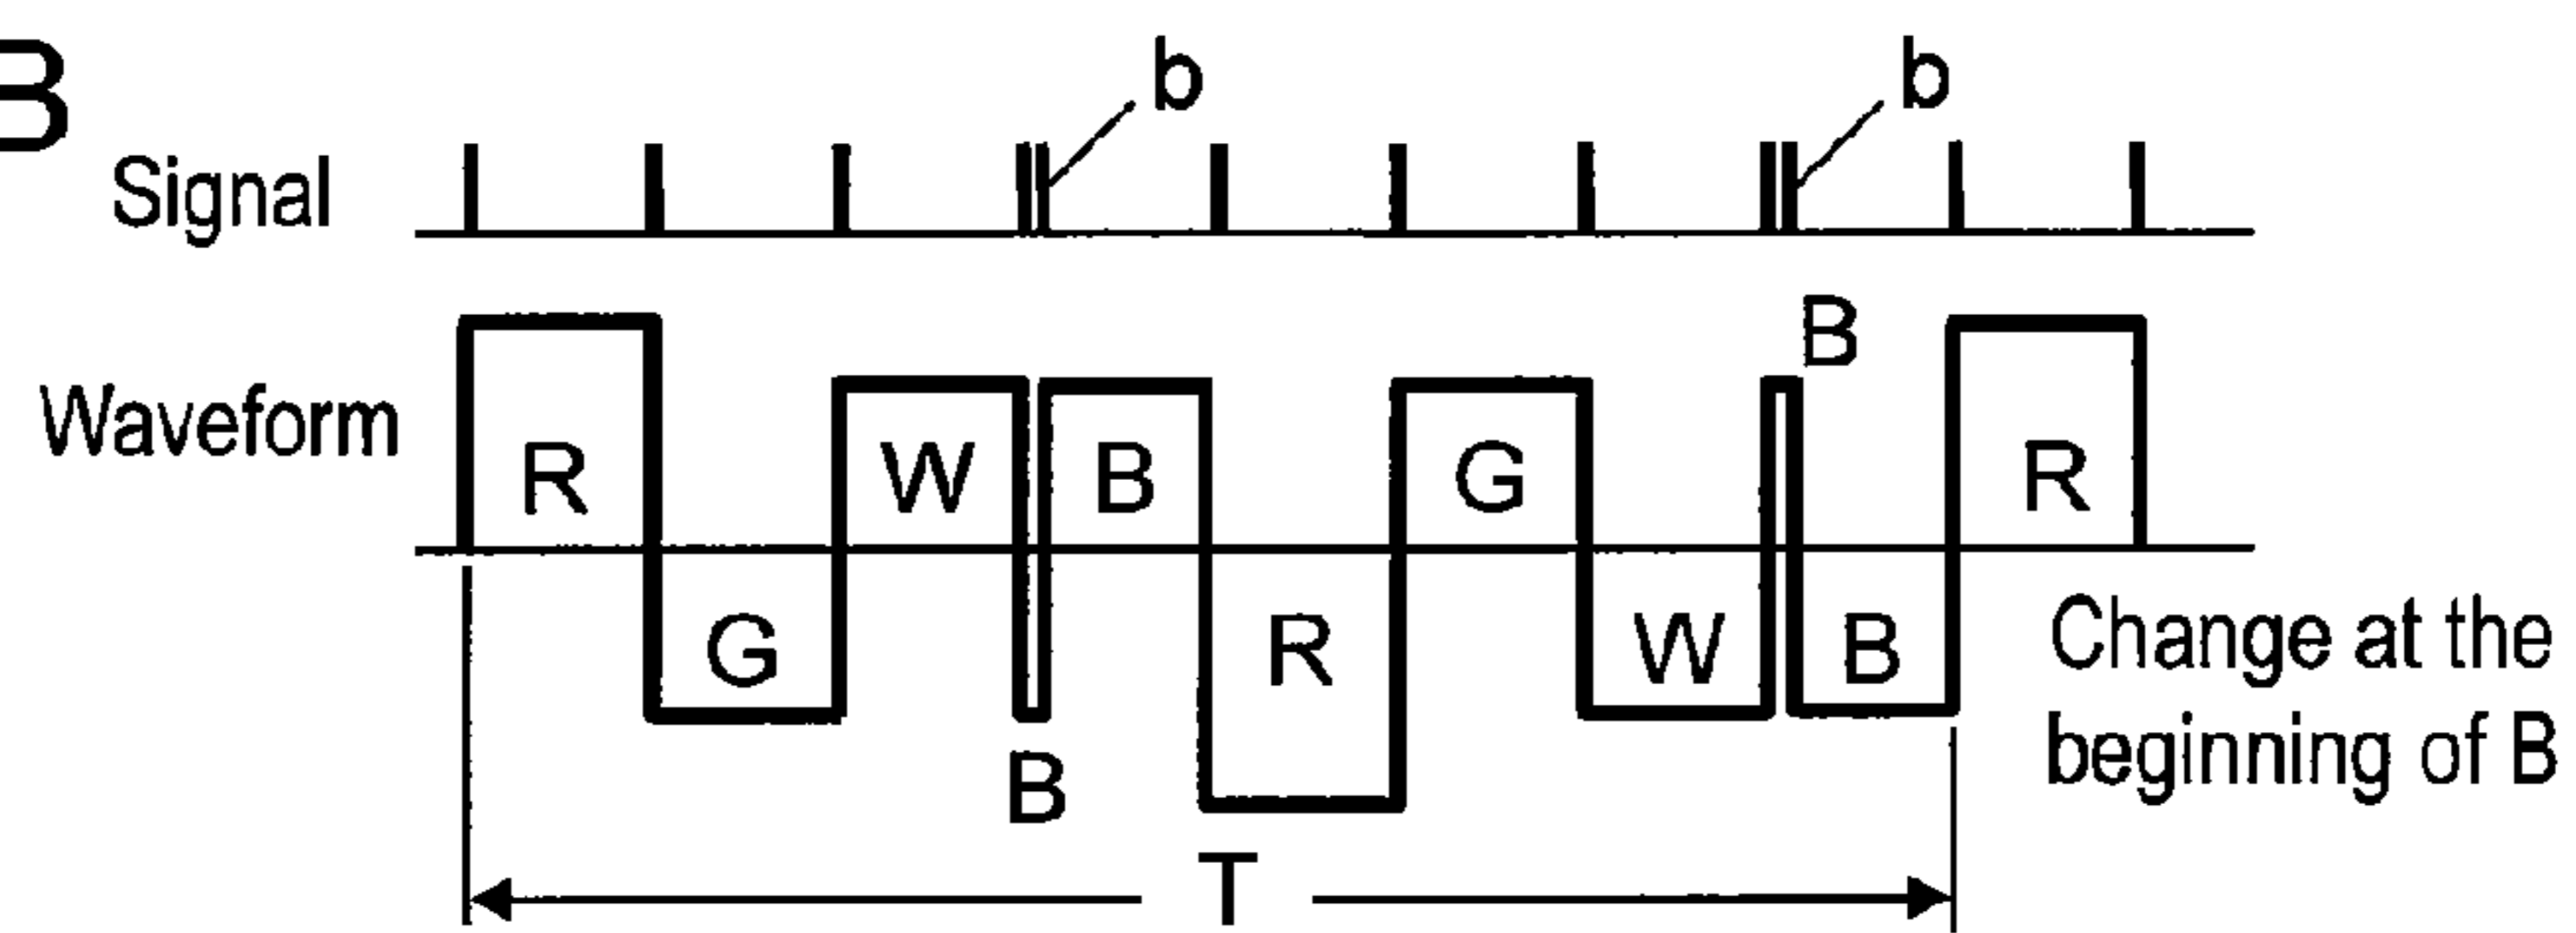 B
b b
Signal
B
Waveform
R W B G R
G R W B
Change at the
beginning of B
B
T